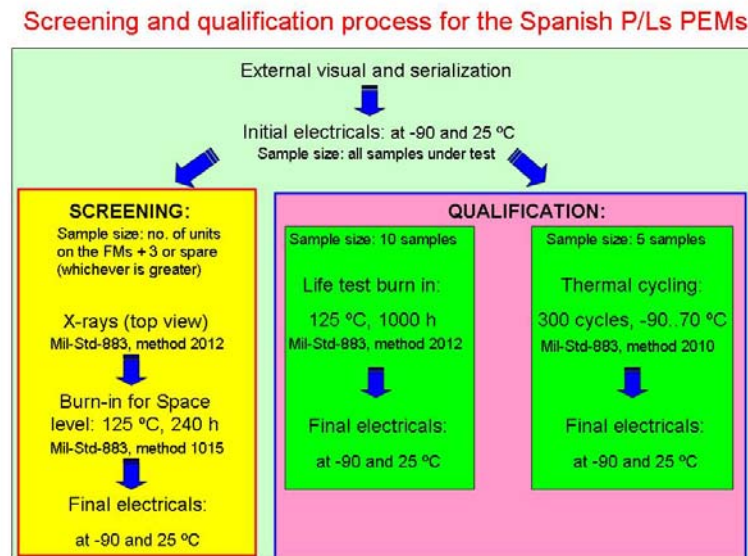 Screening and qualification process for the Spanish P/Ls PEMs
External visual and serialization
Initial electricals: at -90 and 25 ºC
Sample size: all samples under test
SCREENING:
Sample size: no. of units
on the FMs + 3 or spare
(whichever is greater)
X-rays (top view)
Mil-Std-883, method 2012
Burn-in for Space
level: 125 ºC, 240 h
Mil-Std-883, method 1015
Final electricals:
at -90 and 25 ºC
QUALIFICATION:
Sample size: 10 samples
Life test burn in:
125 ºC, 1000 h
Mil-Std-883, method 2012
Final electricals:
at -90 and 25 ºC
Sample size: 5 samples
Thermal cycling:
300 cycles, -90..70 ºC
Mil-Std-883, method 2010
Final electricals:
at -90 and 25 ºC